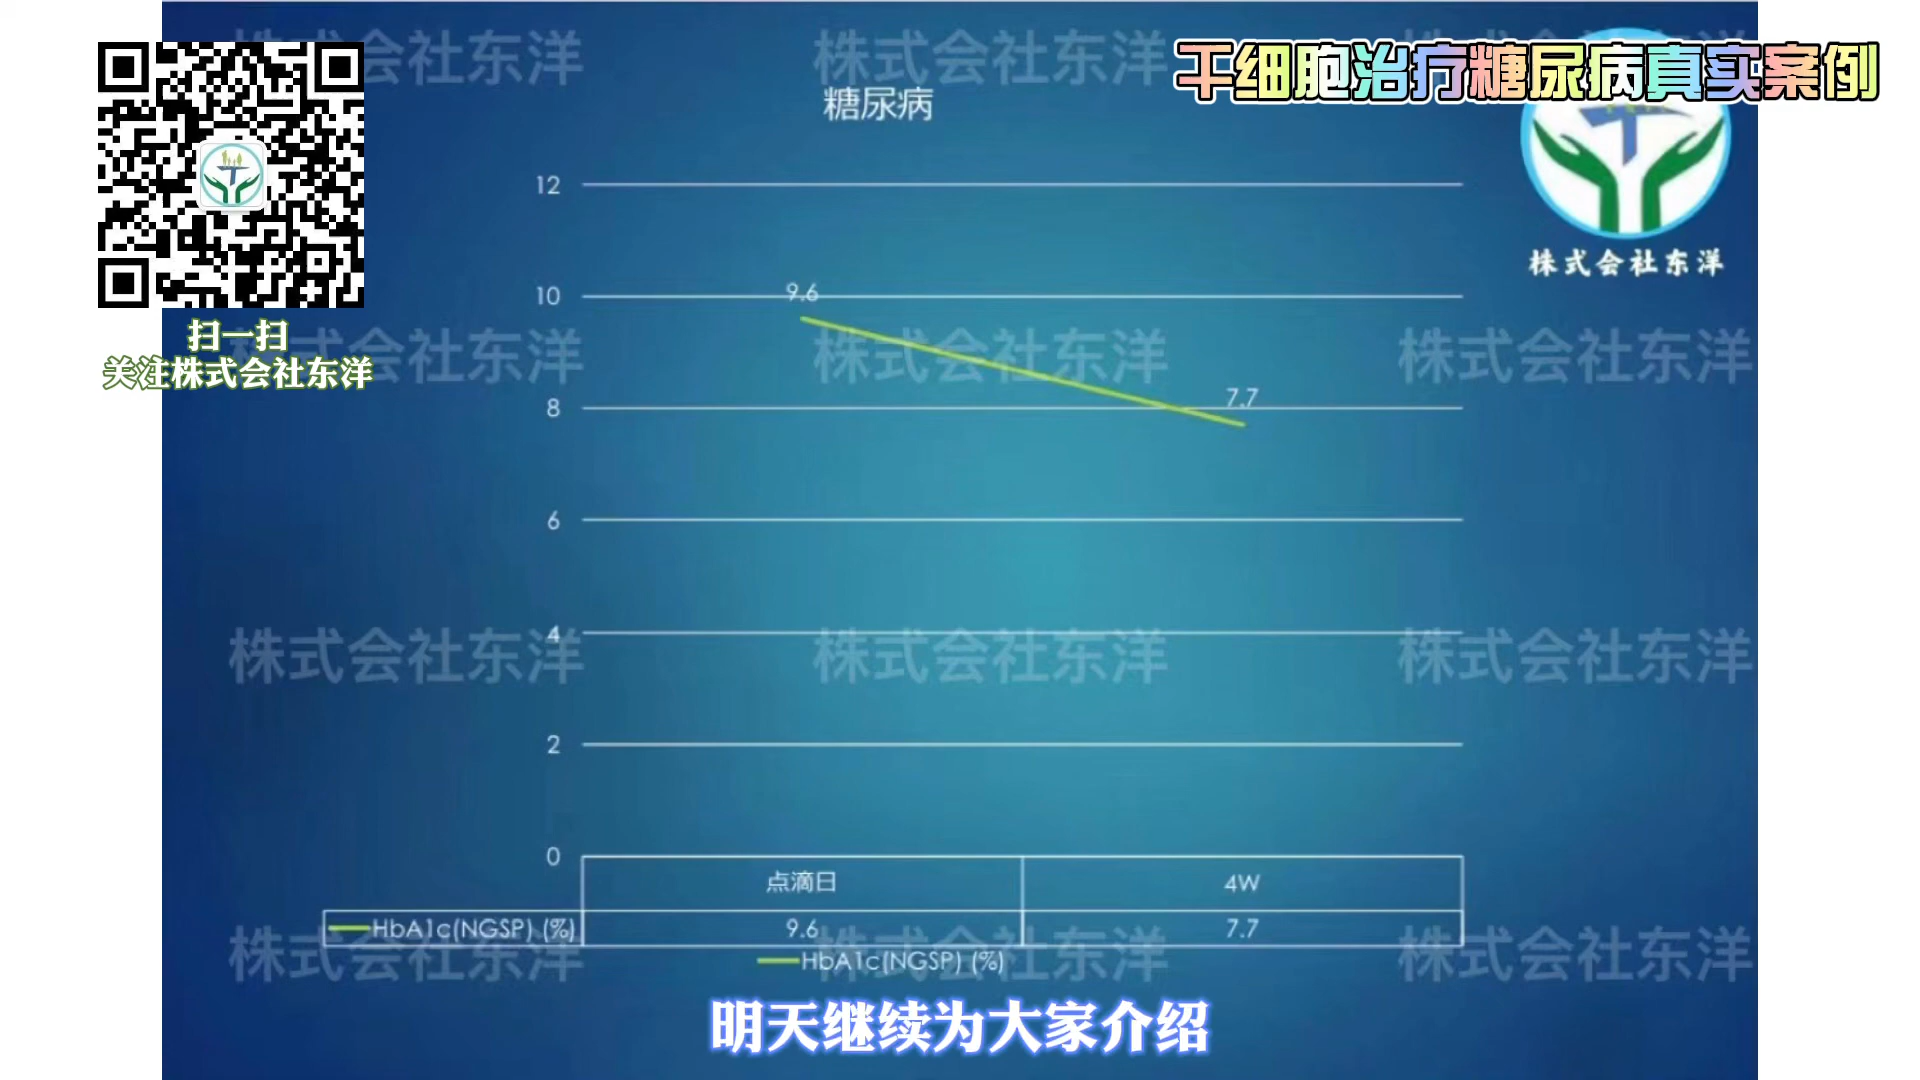 干细胞治疗糖尿病真实案例
扫一扫
关注株式会社东洋
株式会社东洋
糖尿病
12
10
8
6
4
2
0
9.6
7.7
点滴日 4W
HbA1c(NGSP) (%) 9.6 7.7
HbA1c(NGSP) (%)
明天继续为大家介绍
株式会社东洋 株式会社东洋
株式会社东洋 株式会社东洋 株式会社东洋
株式会社东洋 株式会社东洋 株式会社东洋
株式会社东洋 株式会社东洋 株式会社东洋